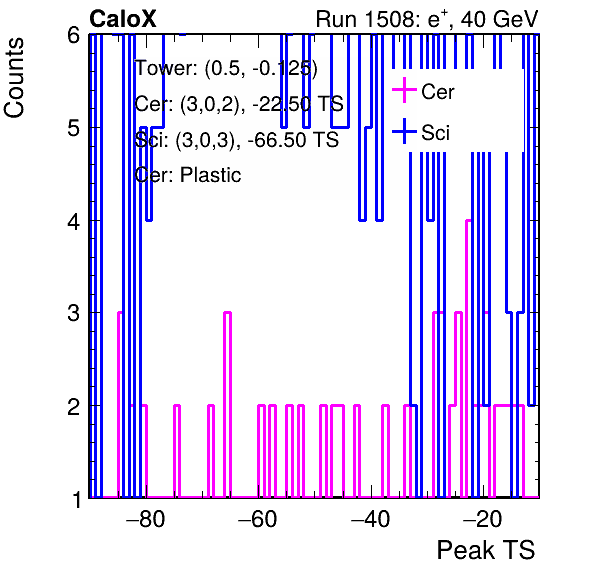 CaloX Run 1508: e⁺, 40 GeV
Counts
6
5
4
3
2
1
Tower: (0.5, -0.125)
Cer: (3,0,2), -22.50 TS
Sci: (3,0,3), -66.50 TS
Cer: Plastic
Cer
Sci
−80 −60 −40 −20
Peak TS